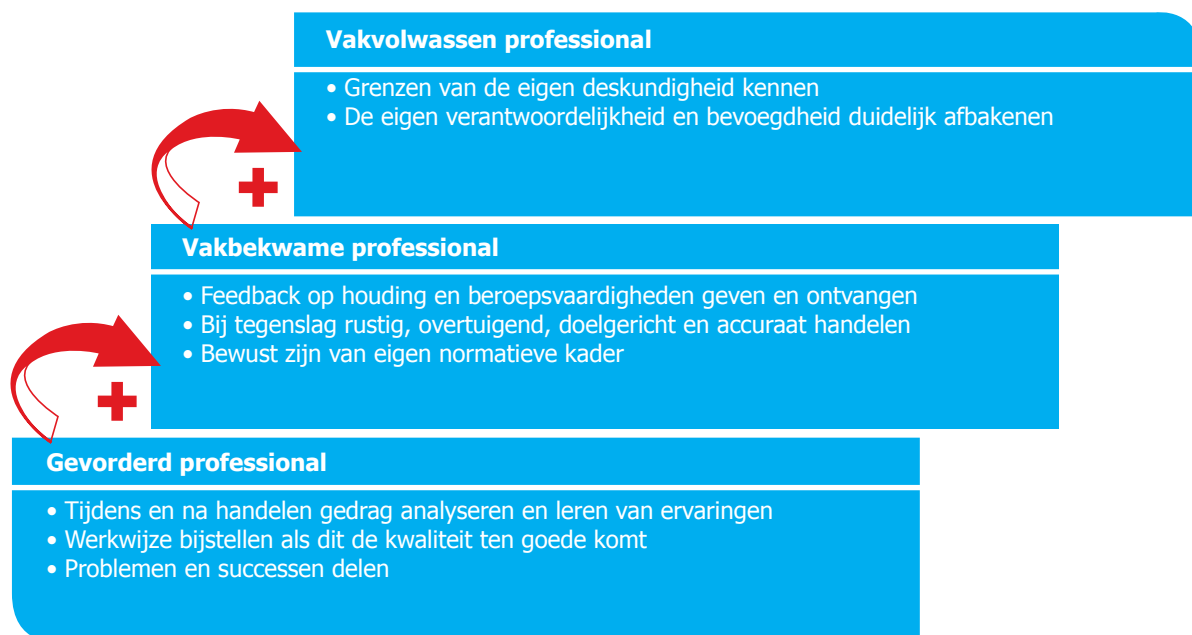 Vakvolwassen professional
• Grenzen van de eigen deskundigheid kennen
• De eigen verantwoordelijkheid en bevoegdheid duidelijk afbakenen
Vakbekwame professional
• Feedback op houding en beroepsvaardigheden geven en ontvangen
• Bij tegenslag rustig, overtuigend, doelgericht en accuraat handelen
• Bewust zijn van eigen normatieve kader
Gevorderd professional
• Tijdens en na handelen gedrag analyseren en leren van ervaringen
• Werkwijze bijstellen als dit de kwaliteit ten goede komt
• Problemen en successen delen